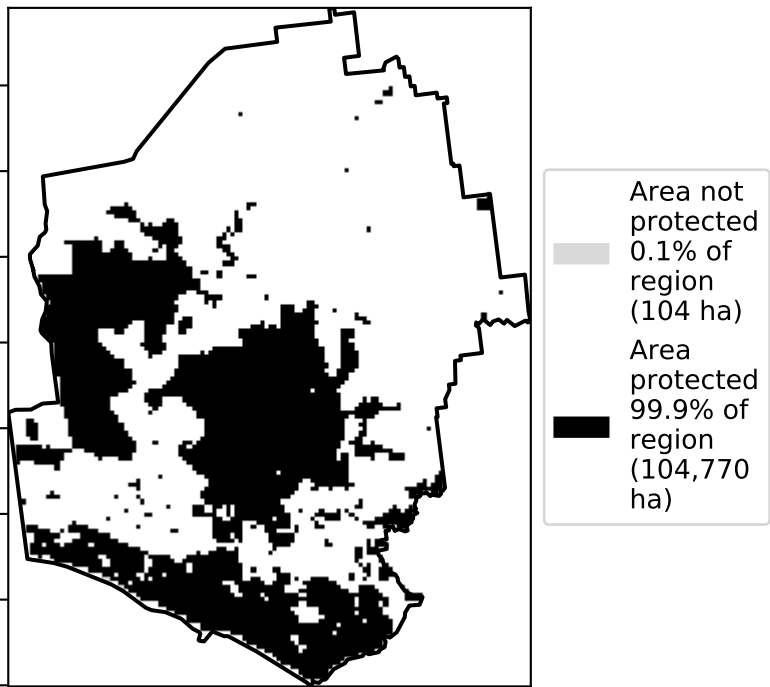 Area not
protected
0.1% of
region
(104 ha)
Area
protected
99.9% of
region
(104,770
ha)